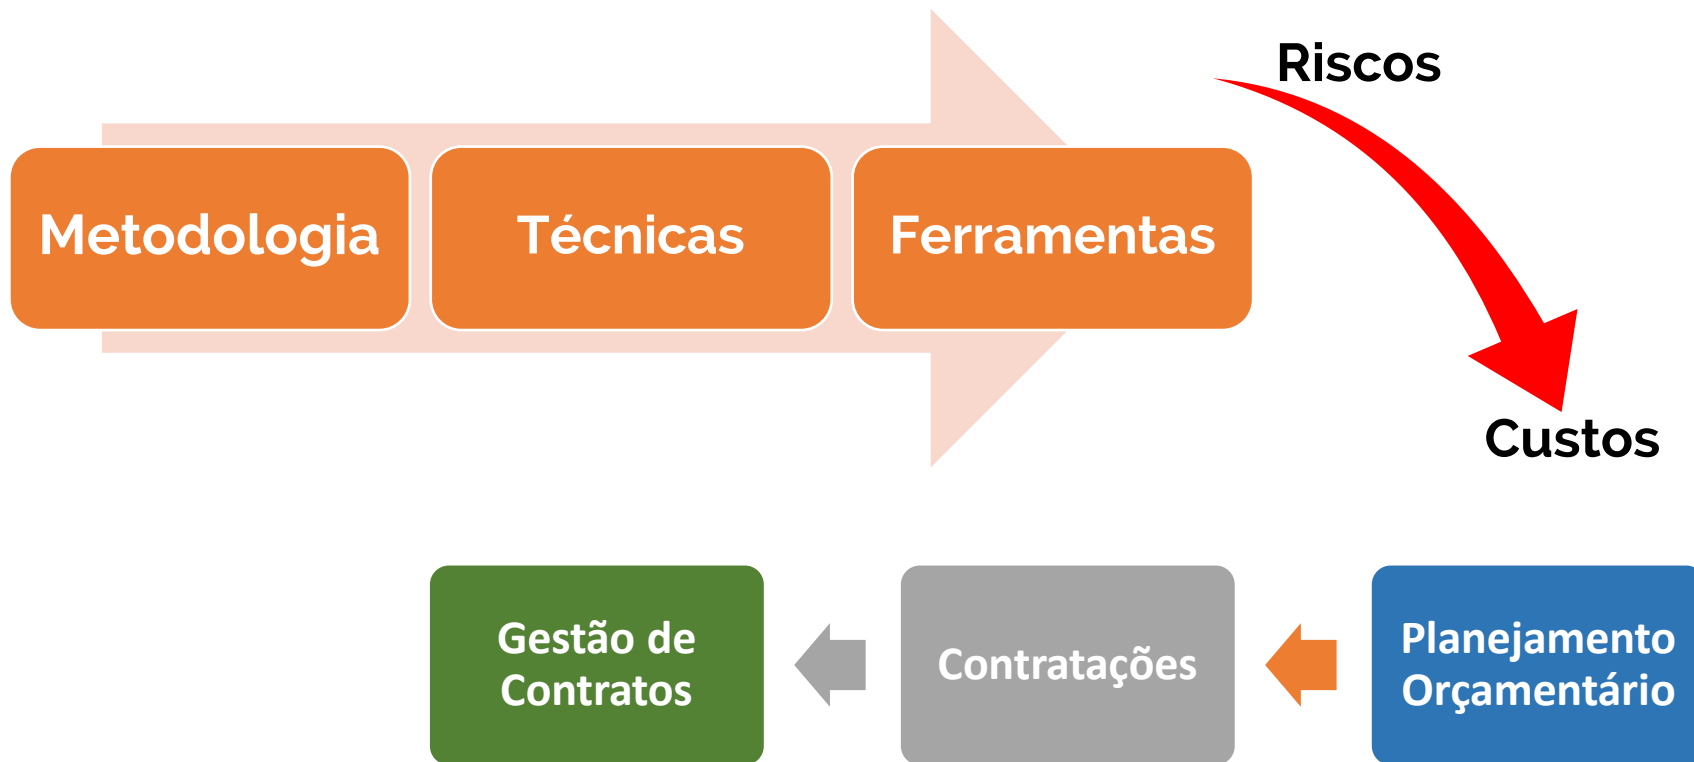 Riscos
Metodologia
Técnicas
Ferramentas
Custos
Gestão de
Contratos
Contratações
Planejamento
Orçamentário